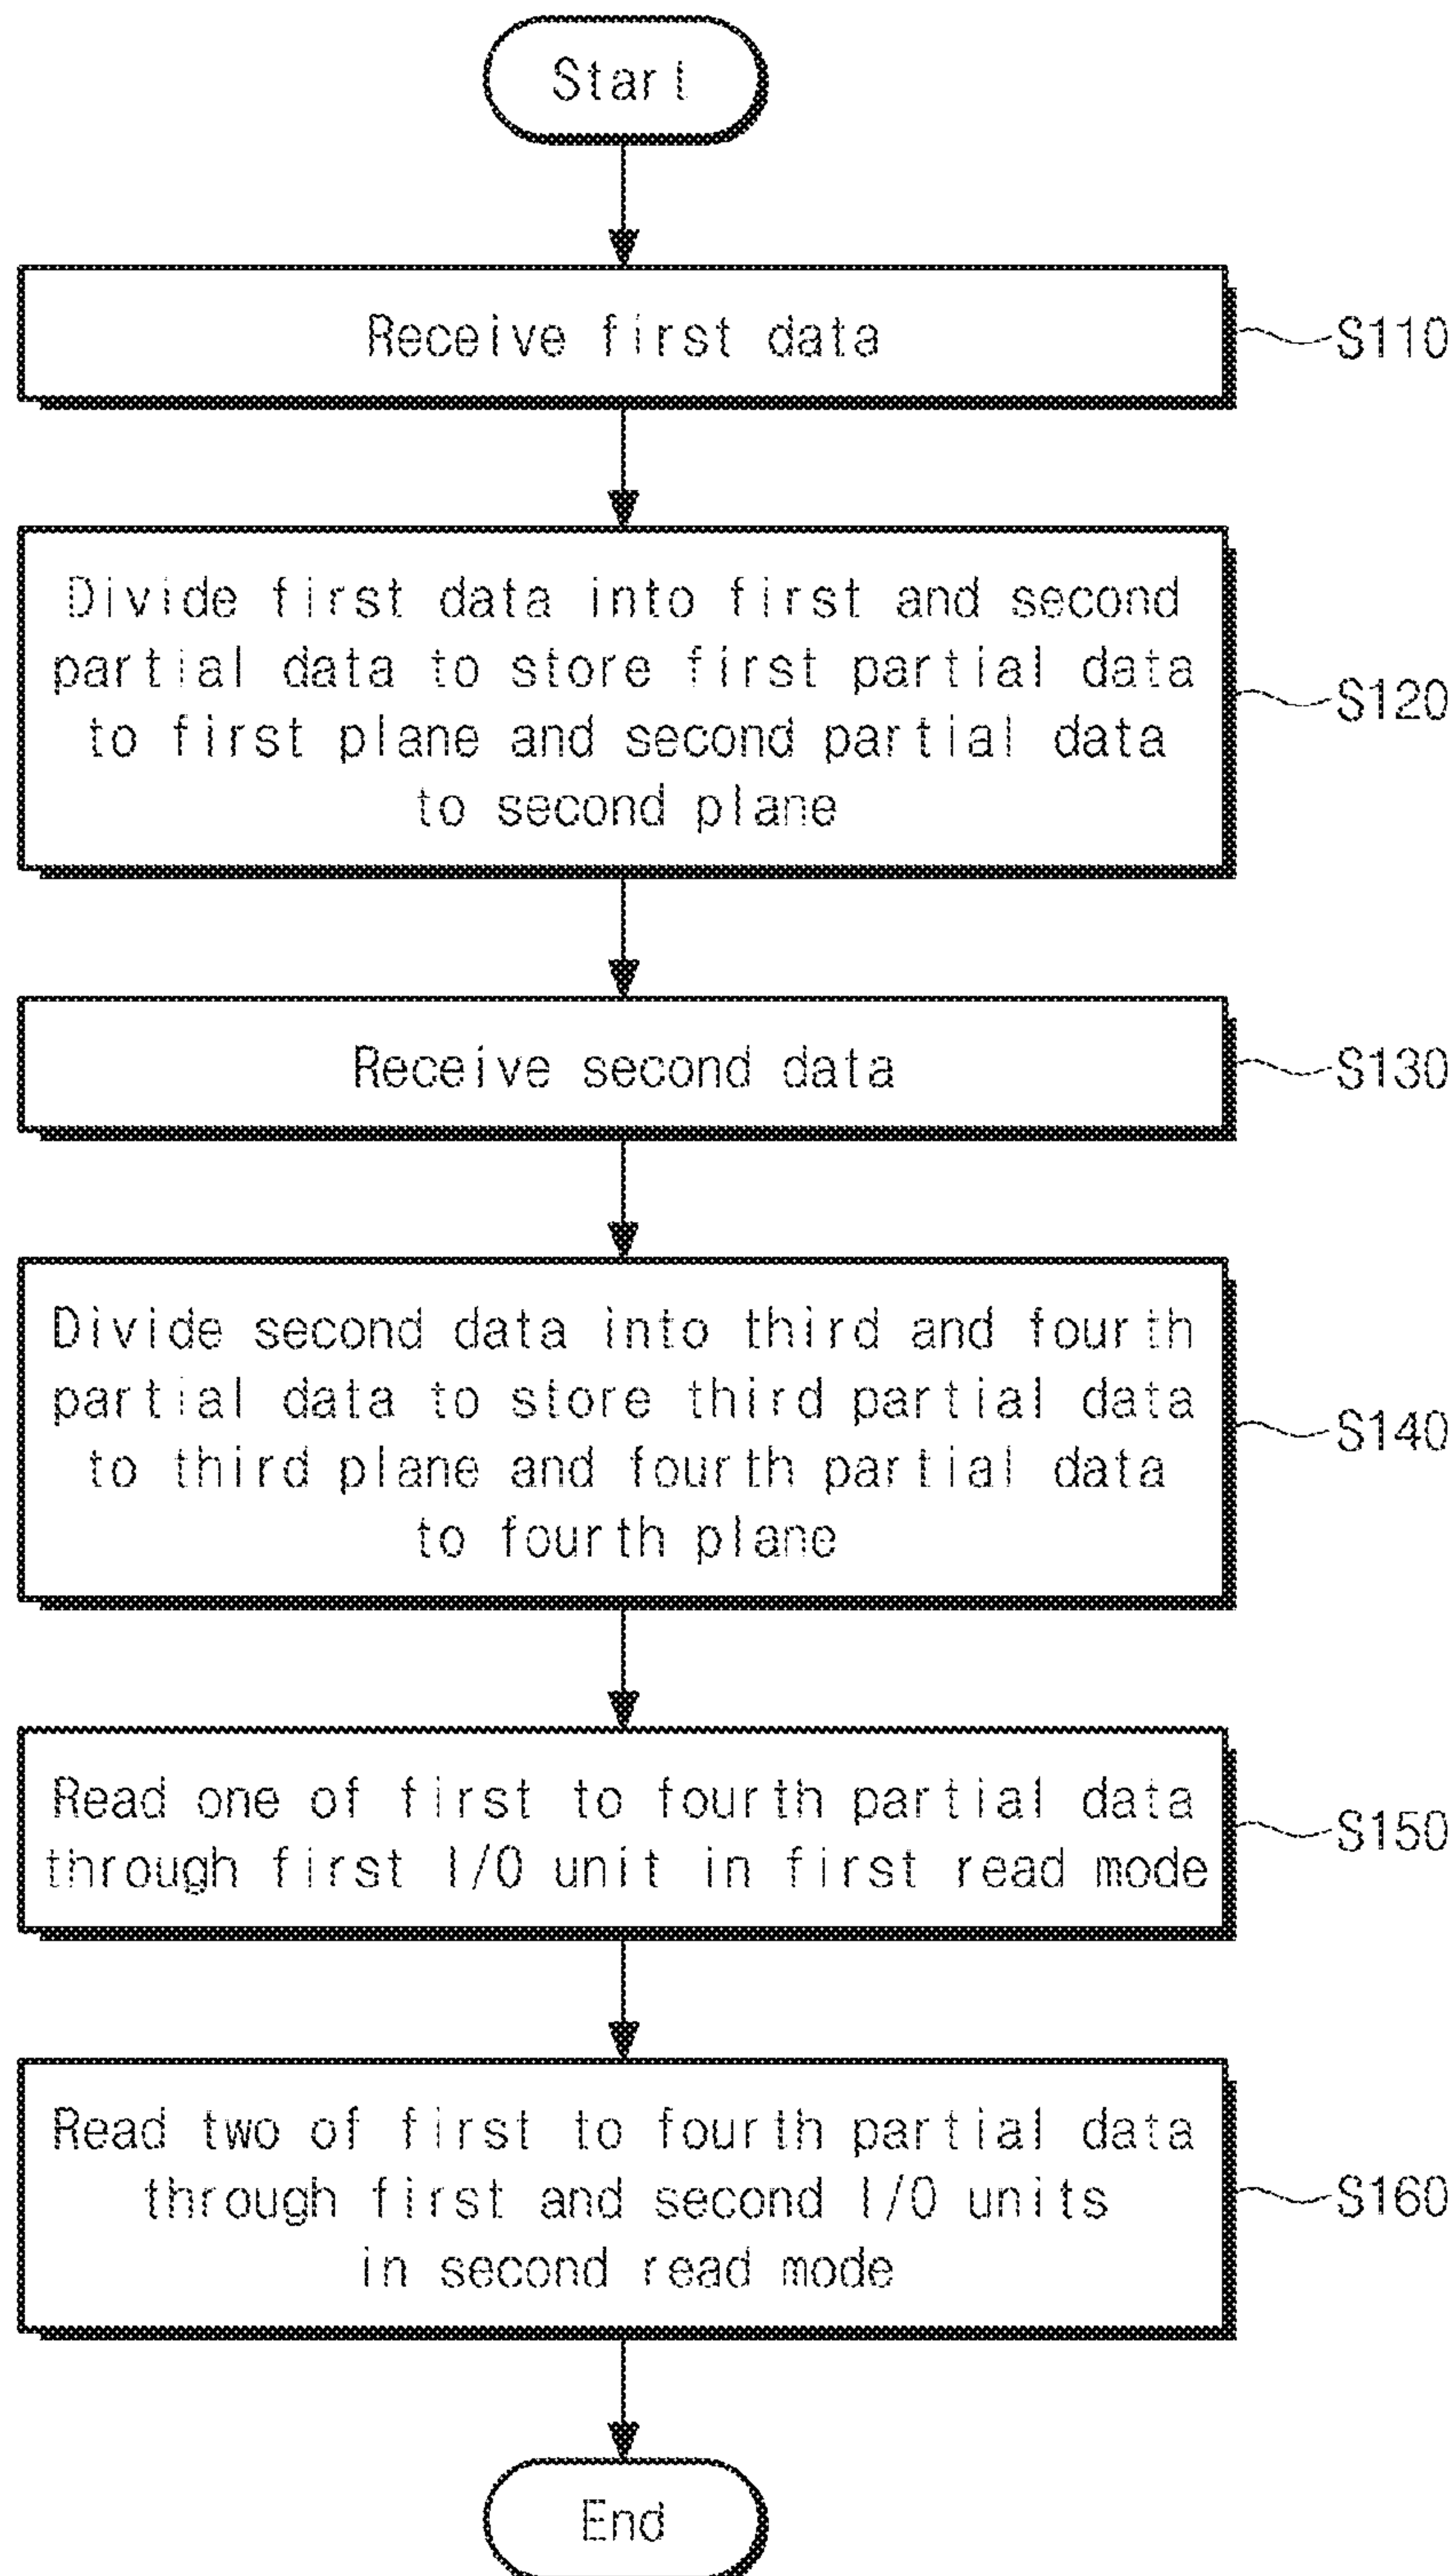 Start
Receive first data
S110
Divide first data into first and second
partial data to store first partial data
to first plane and second partial data
to second plane
S120
Receive second data
S130
Divide second data into third and fourth
partial data to store third partial data
to third plane and fourth partial data
to fourth plane
S140
Read one of first to fourth partial data
through first I/O unit in first read mode
S150
Read two of first to fourth partial data
through first and second I/O units
in second read mode
S160
End